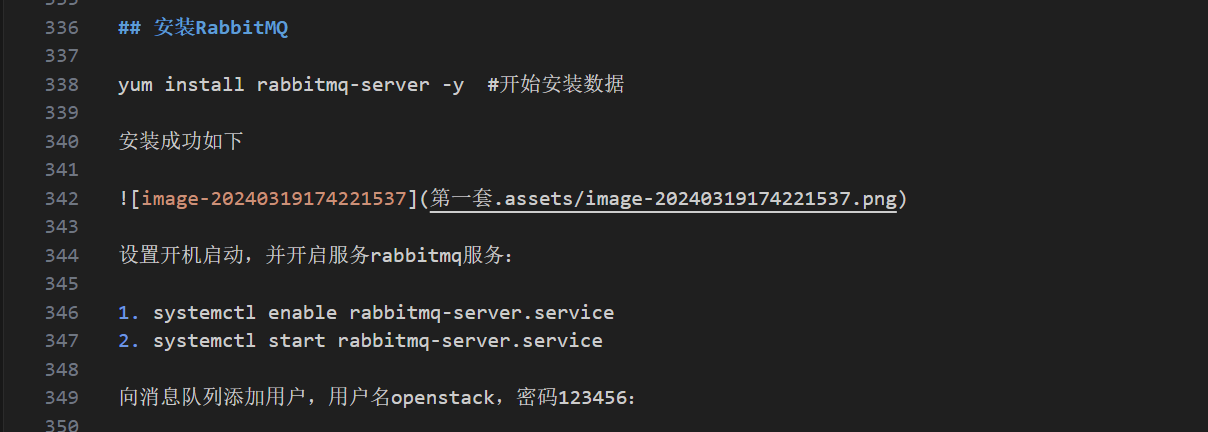 336 ## 安装RabbitMQ
337
338 yum install rabbitmq-server -y  #开始安装数据
339
340 安装成功如下
341
342 ![image-20240319174221537](第一套.assets/image-20240319174221537.png)
343
344 设置开机启动，并开启服务rabbitmq服务：
345
346 1. systemctl enable rabbitmq-server.service
347 2. systemctl start rabbitmq-server.service
348
349 向消息队列添加用户，用户名openstack，密码123456：
350